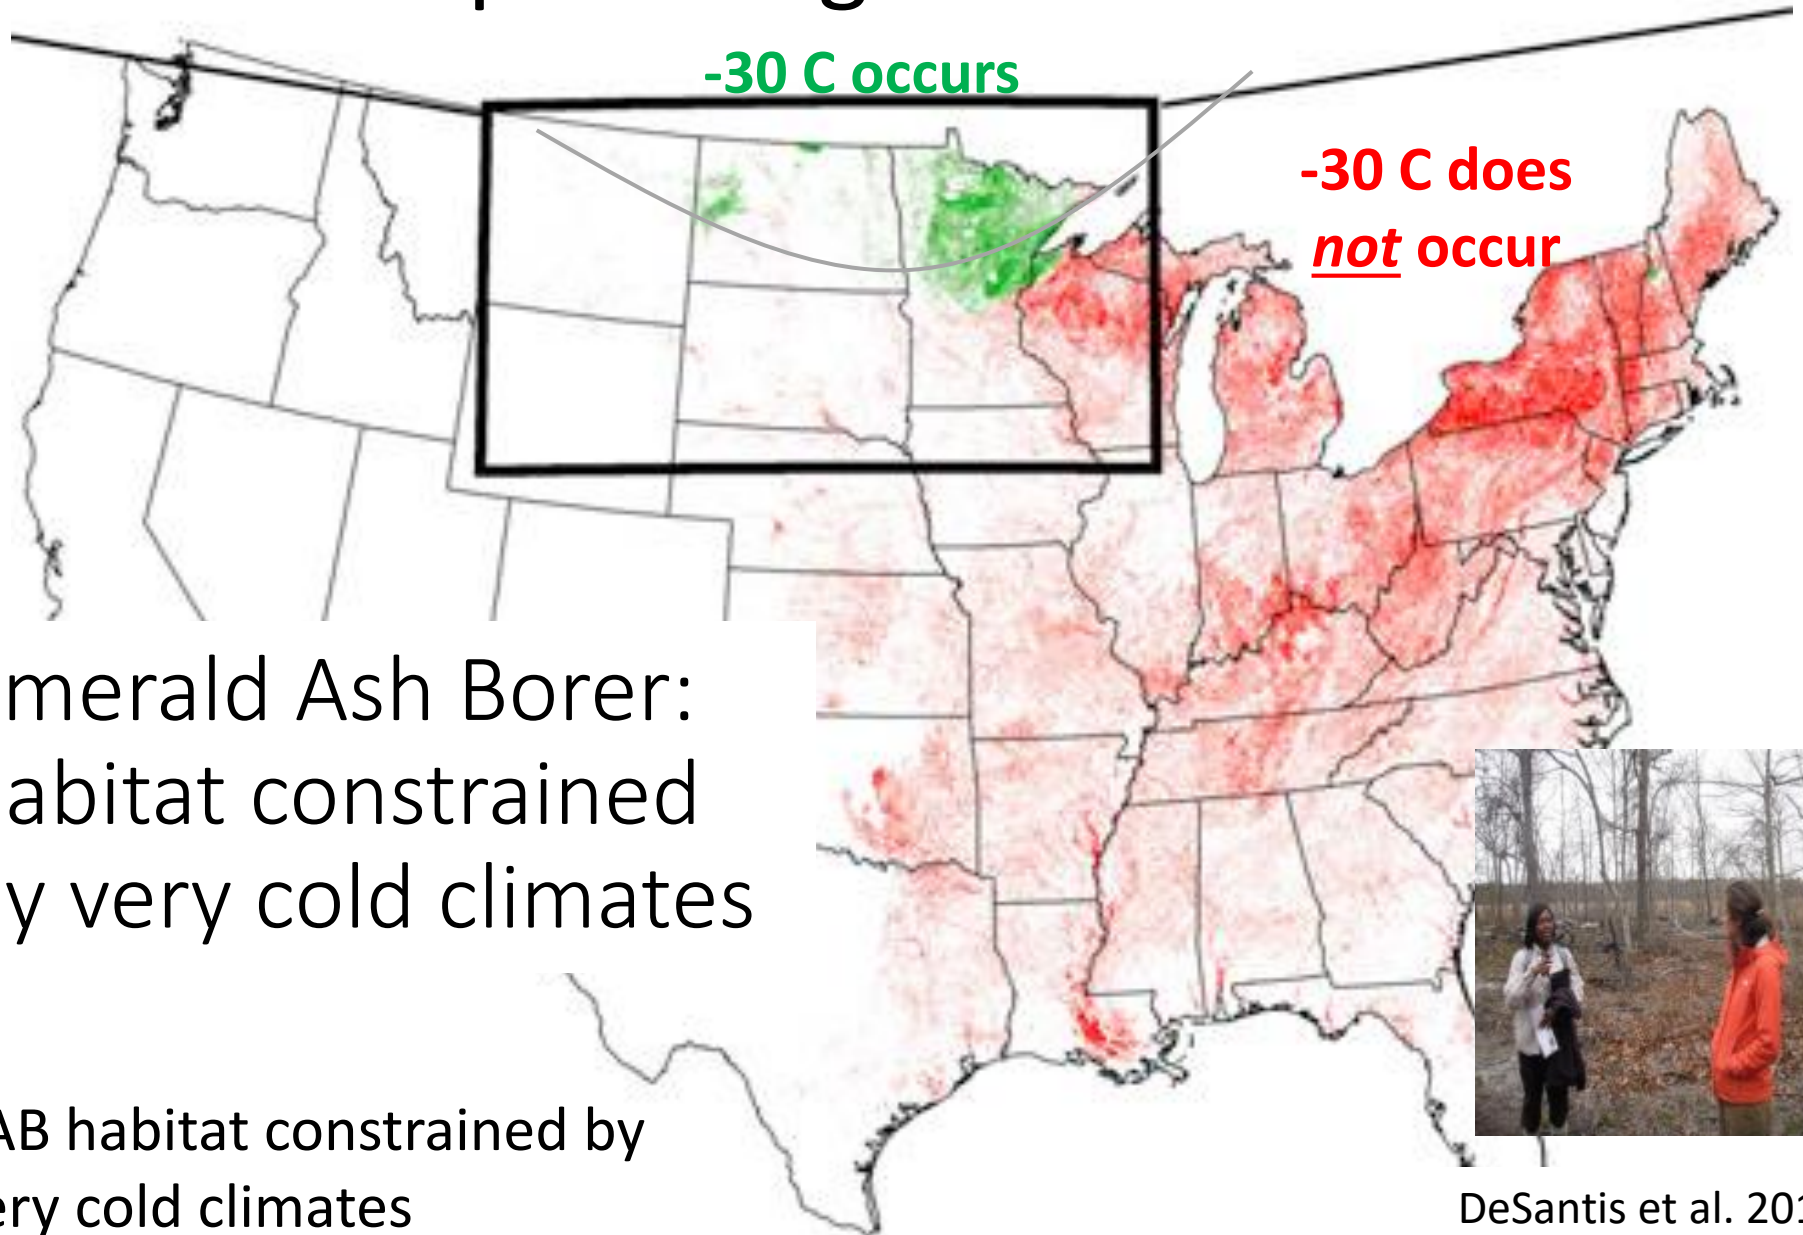 -30 C occurs
-30 C does
not occur
merald Ash Borer:
abitat constrained
y very cold climates
AB habitat constrained by
ery cold climates
DeSantis et al. 201